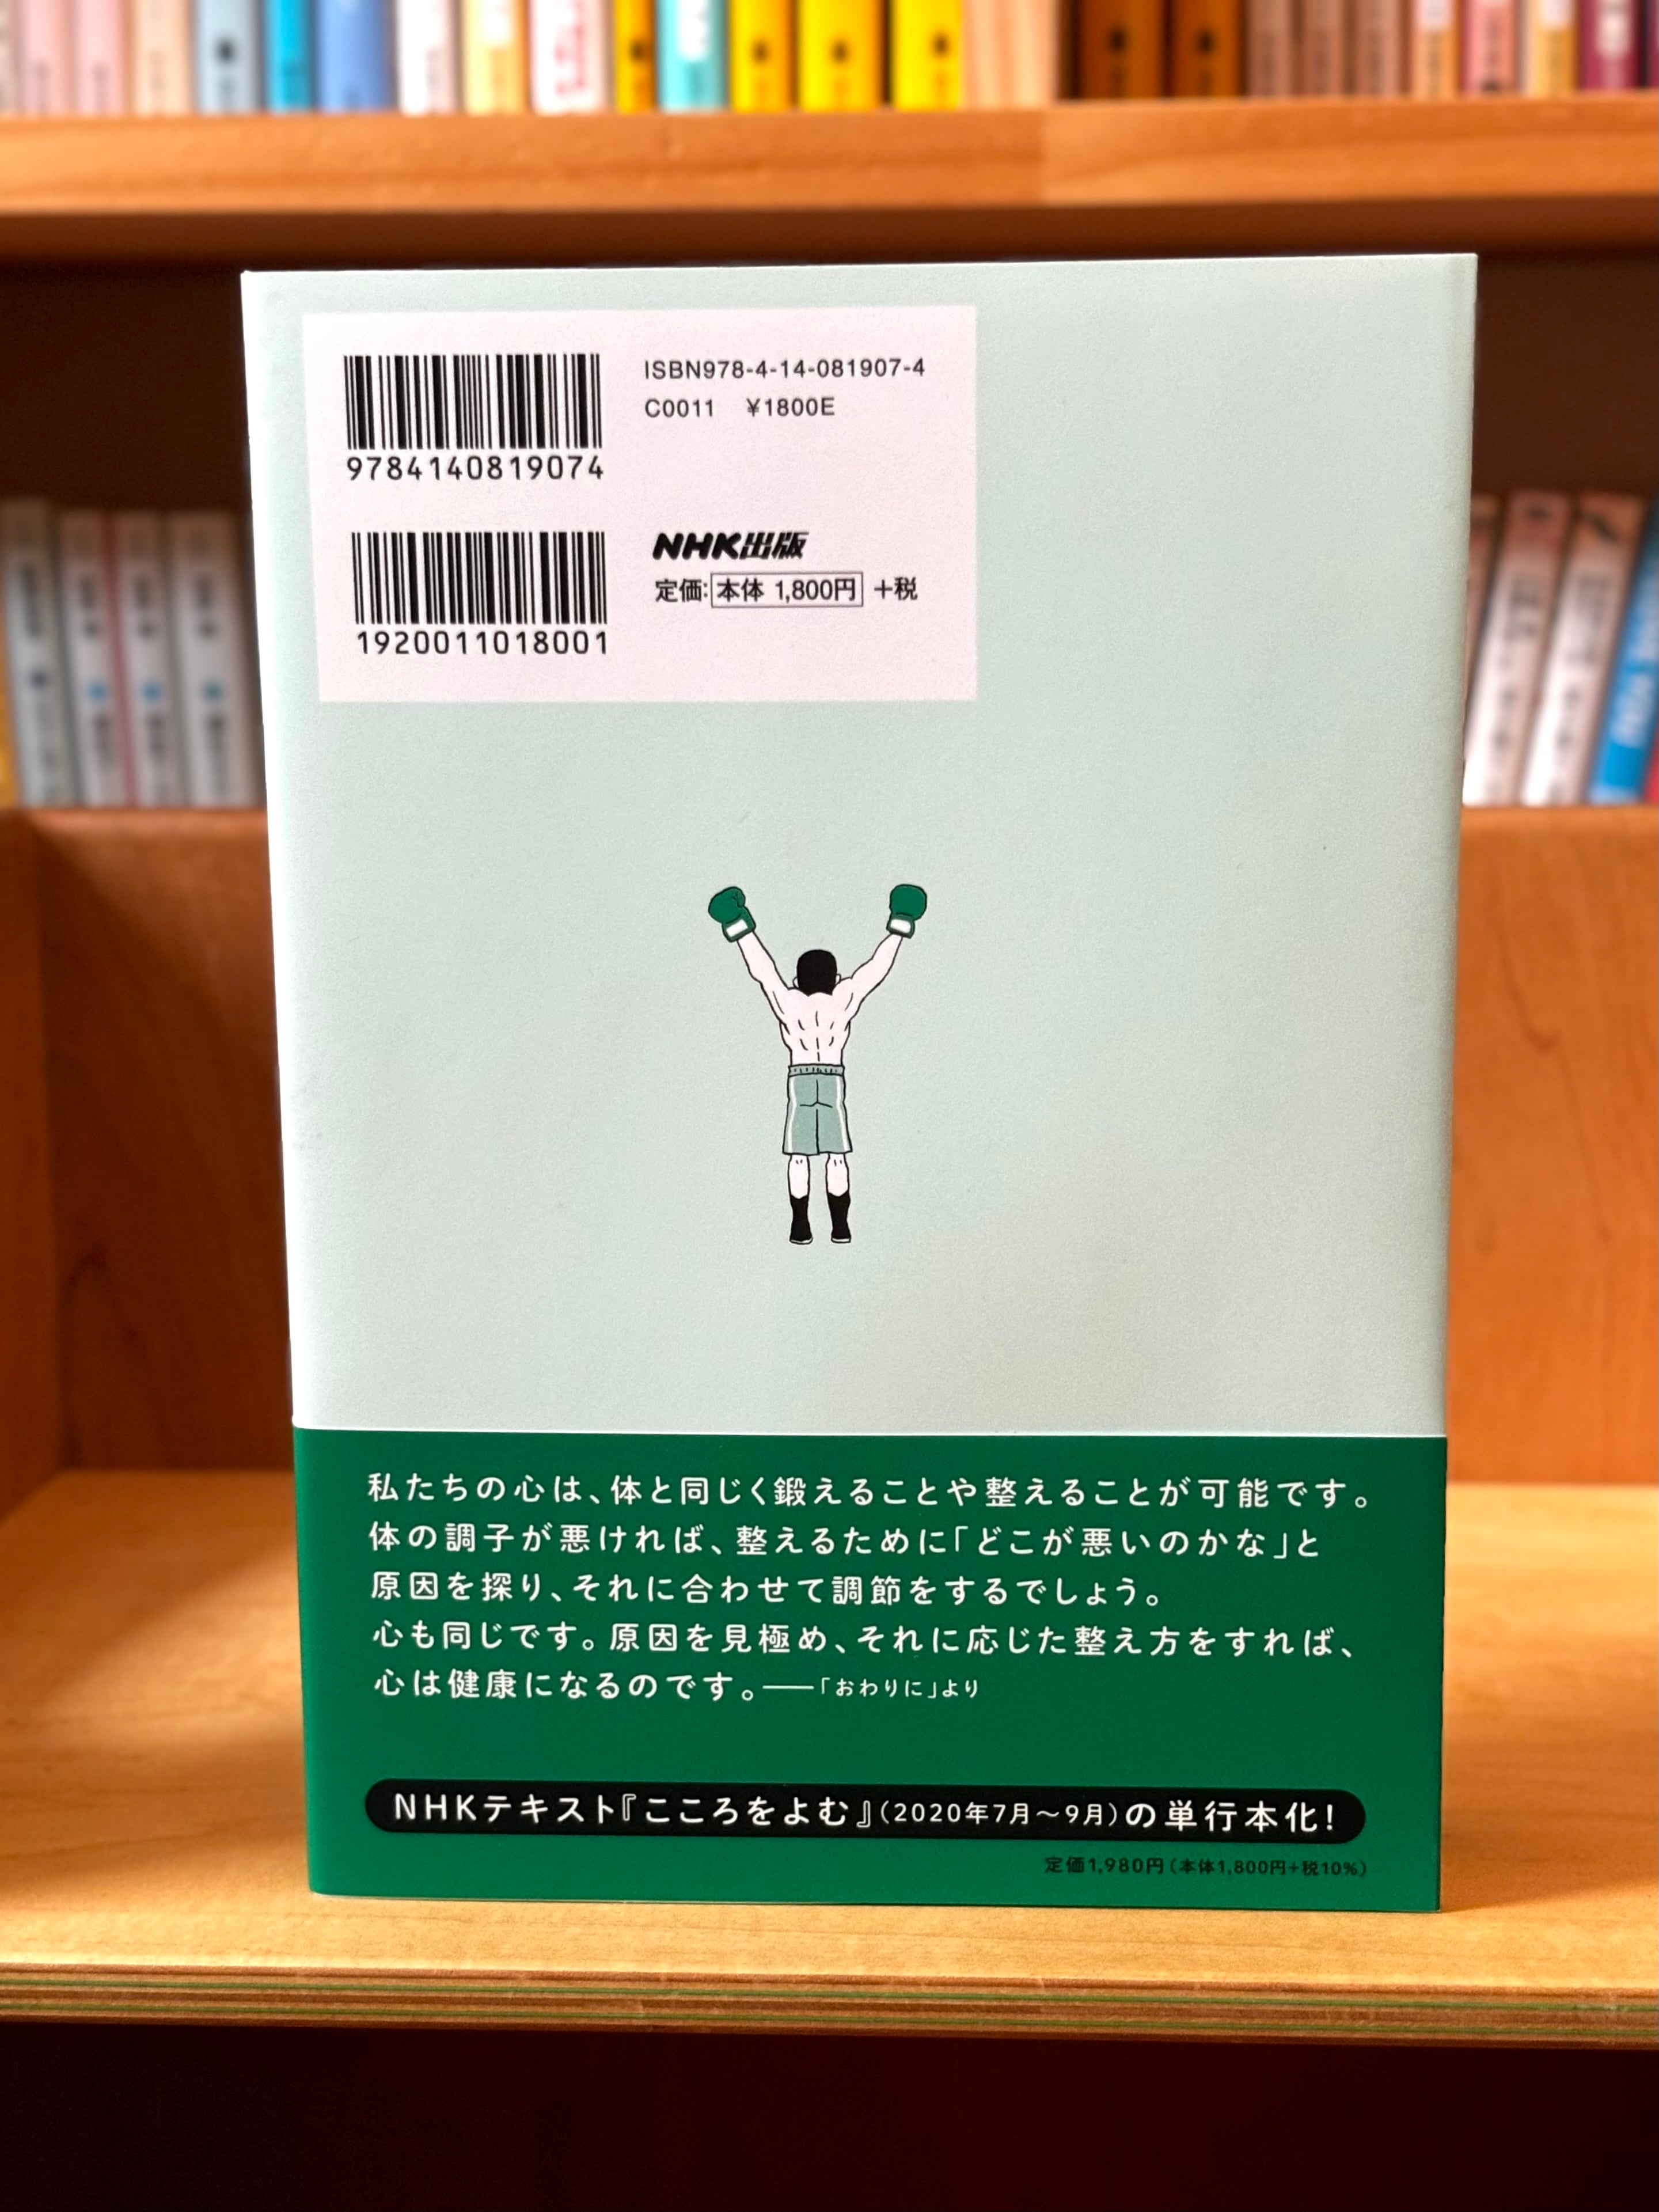 ISBN978-4-14-081907-4
C0011 ¥1800E
9784140819074
NHK出版
定価:本体 1,800円 +税
1920011018001
私たちの心は、体と同じく鍛えることや整えることが可能です。
体の調子が悪ければ、整えるために「どこが悪いのかな」と
原因を探り、それに合わせて調節をするでしょう。
心も同じです。原因を見極め、それに応じた整え方をすれば、
心は健康になるのです。――「おわりに」より
NHKテキスト『こころをよむ』(2020年7月〜9月)の単行本化!
定価1,980円(本体1,800円+税10%)